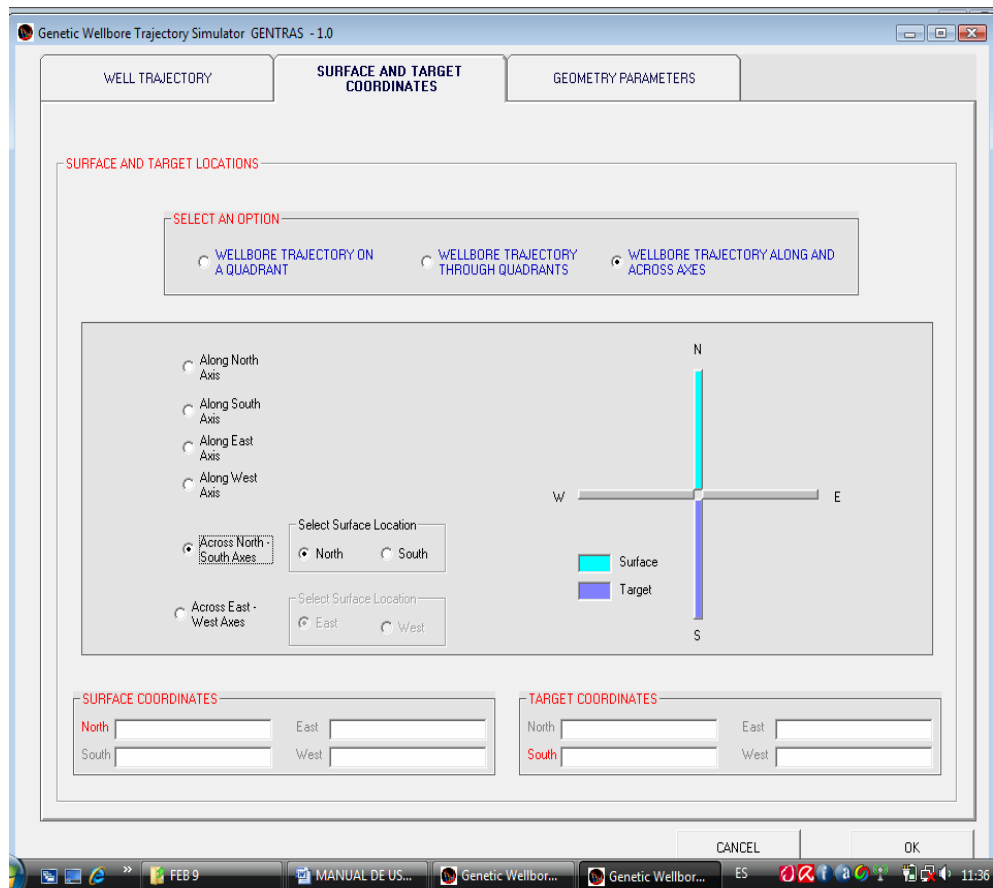 Genetic Wellbore Trajectory Simulator GENTRAS - 1.0
WELL TRAJECTORY
SURFACE AND TARGET
COORDINATES
GEOMETRY PARAMETERS
SURFACE AND TARGET LOCATIONS
SELECT AN OPTION
WELLBORE TRAJECTORY ON
A QUADRANT
WELLBORE TRAJECTORY
THROUGH QUADRANTS
WELLBORE TRAJECTORY ALONG AND
ACROSS AXES
Along North
Axis
Along South
Axis
Along East
Axis
Along West
Axis
Across North -
South Axes
Select Surface Location
North
South
Across East -
West Axes
Select Surface Location
East
West
N
W
E
S
Surface
Target
SURFACE COORDINATES
North
East
South
West
TARGET COORDINATES
North
East
South
West
CANCEL
OK
»
FEB 9
MANUAL DE US...
Genetic Wellbor...
Genetic Wellbor...
ES
11:36